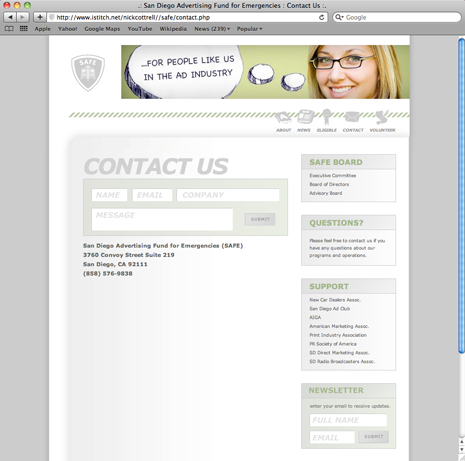 .: San Diego Advertising Fund for Emergencies : Contact Us :.
http://www.istitch.net/nickcottrell//safe/contact.php
Google
Apple Yahoo! Google Maps YouTube Wikipedia News (239) Popular
SAFE
...FOR PEOPLE LIKE US
IN THE AD INDUSTRY
ABOUT NEWS ELIGIBLE CONTACT VOLUNTEER
CONTACT US
NAME EMAIL COMPANY
MESSAGE
SUBMIT
San Diego Advertising Fund for Emergencies (SAFE)
3760 Convoy Street Suite 219
San Diego, CA 92111
(858) 576-9838
SAFE BOARD
Executive Committee
Board of Directors
Advisory Board
QUESTIONS?
Please feel free to contact us if you
have any questions about our
programs and operations.
SUPPORT
New Car Dealers Assoc.
San Diego Ad Club
AIGA
American Marketing Assoc.
Print Industry Association
PR Society of America
SD Direct Marketing Assoc.
SD Radio Broadcasters Assoc.
NEWSLETTER
enter your email to receive updates.
FULL NAME
EMAIL SUBMIT